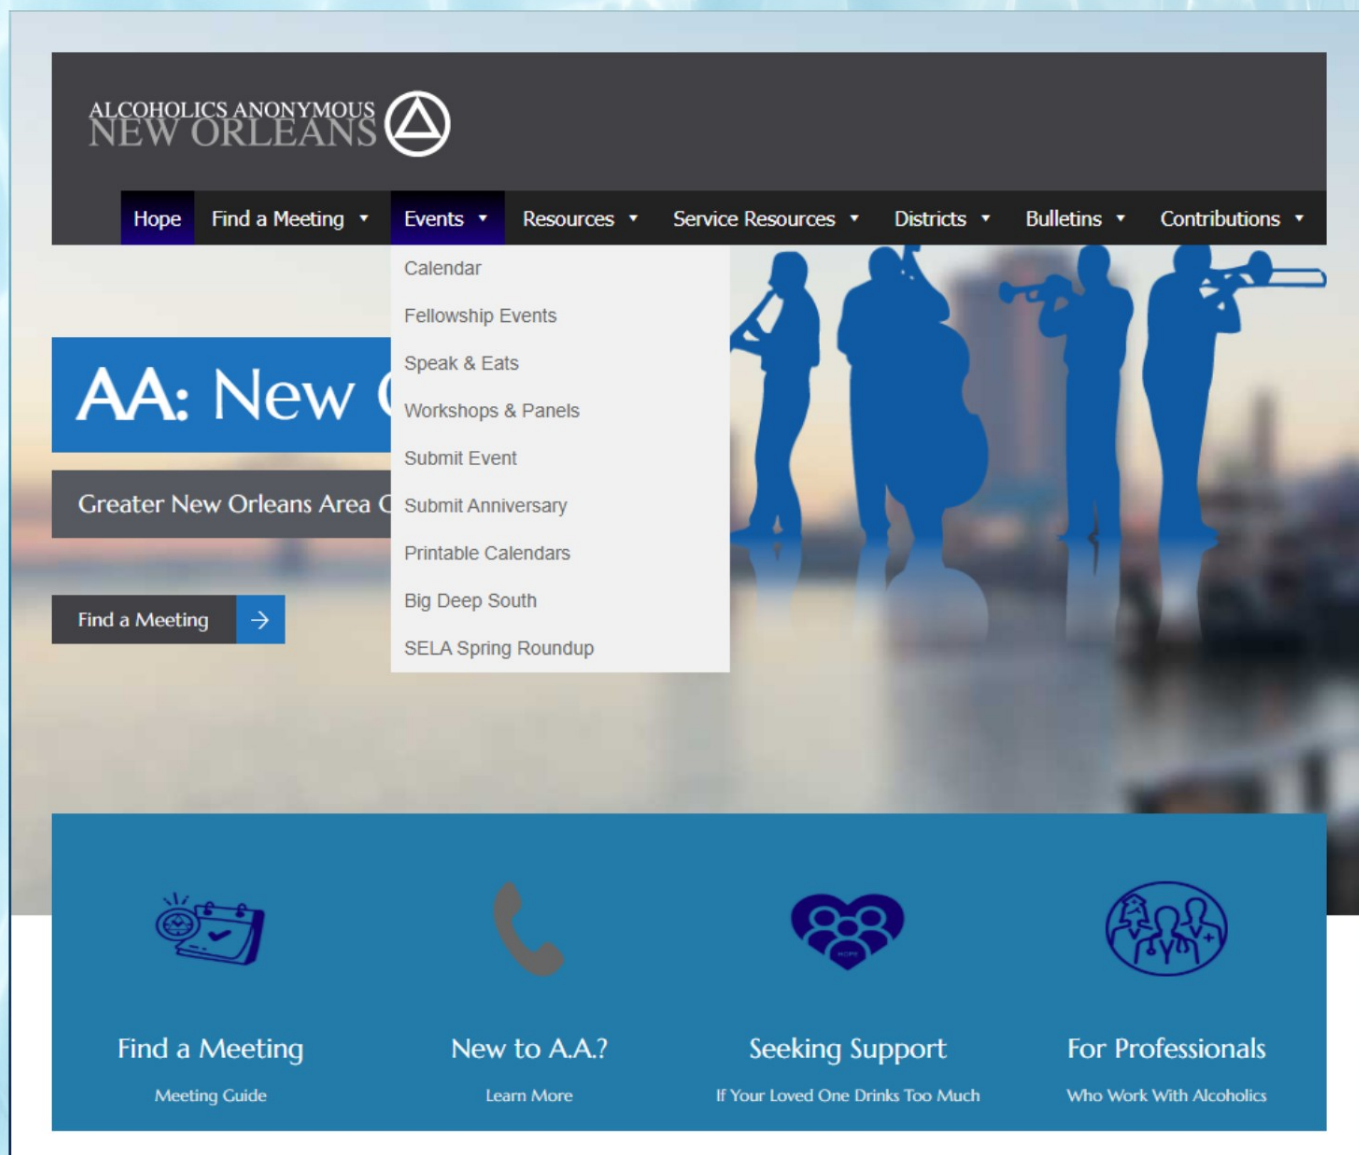 ALCOHOLICS ANONYMOUS
NEW ORLEANS
Hope Find a Meeting Events Resources Service Resources Districts Bulletins Contributions
Calendar
Fellowship Events
Speak & Eats
Workshops & Panels
Submit Event
Submit Anniversary
Printable Calendars
Big Deep South
SELA Spring Roundup
AA: New
Greater New Orleans Area
Find a Meeting
HOPE
Find a Meeting
Meeting Guide
New to A.A.?
Learn More
Seeking Support
If Your Loved One Drinks Too Much
For Professionals
Who Work With Alcoholics